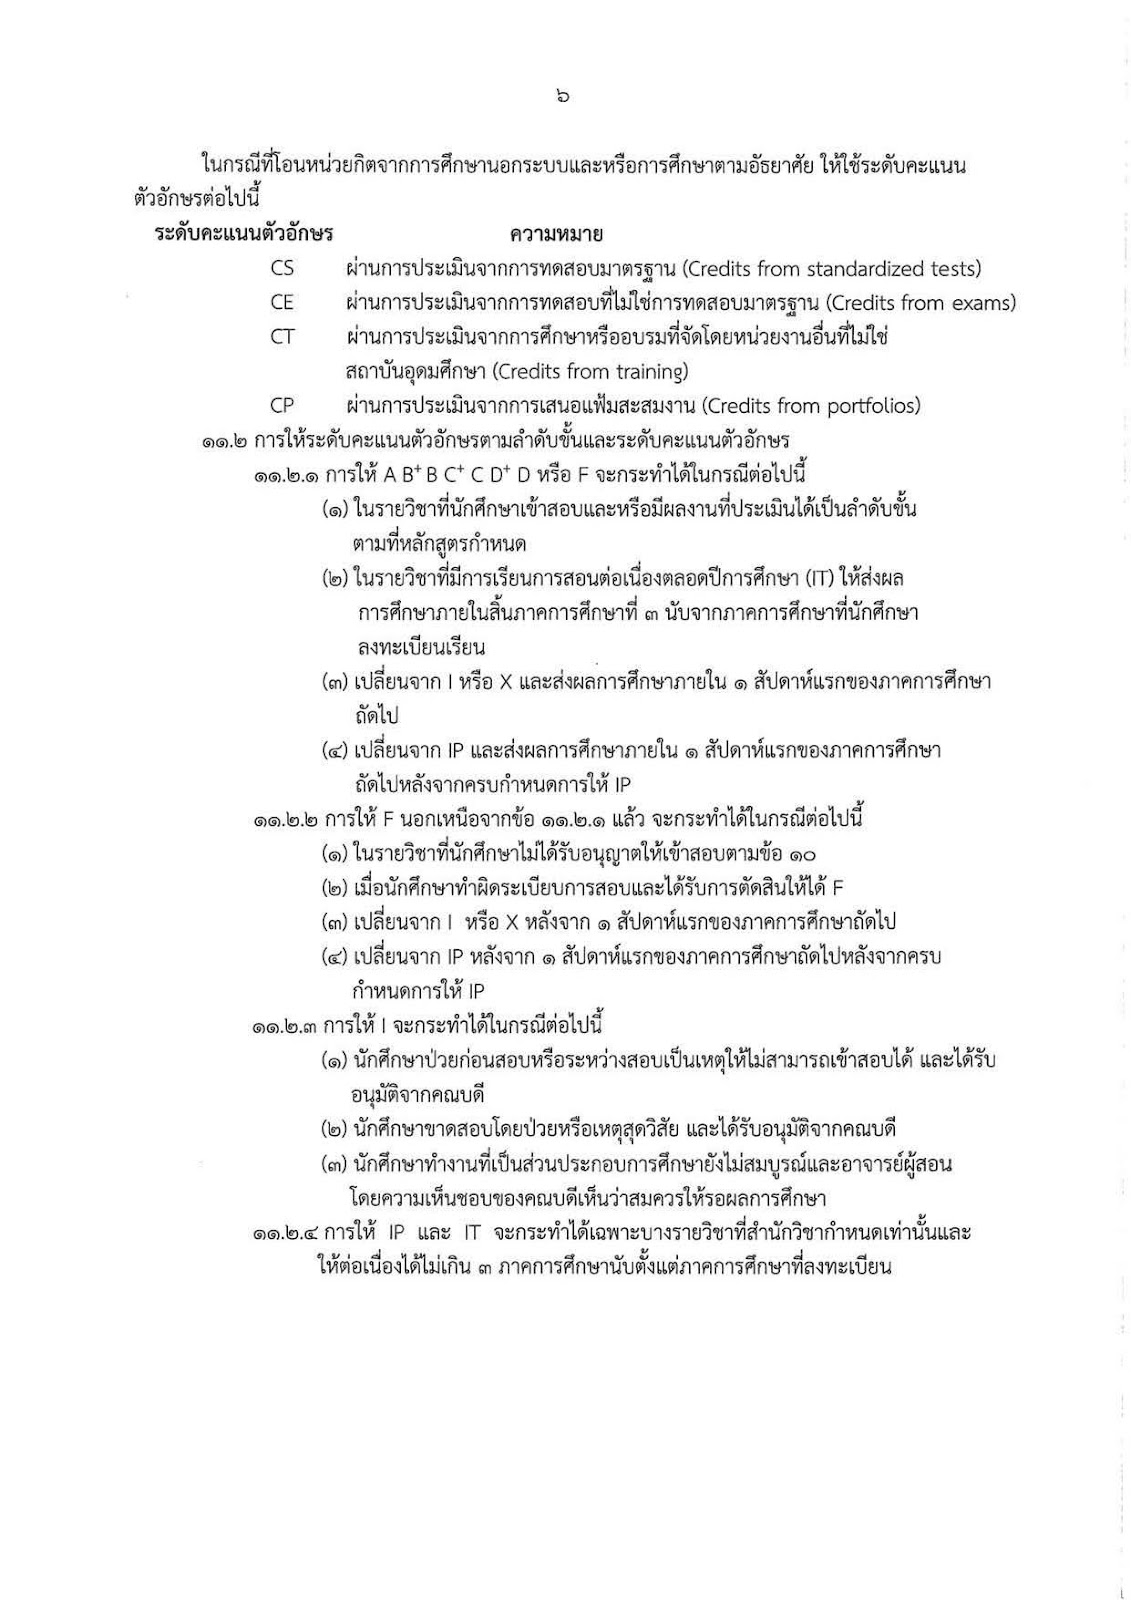 ๖
ในกรณีที่โอนหน่วยกิตจากการศึกษานอกระบบและหรือการศึกษาตามอัธยาศัย ให้ใช้ระดับคะแนน
ตัวอักษรต่อไปนี้
ระดับคะแนนตัวอักษร ความหมาย
CS ผ่านการประเมินจากการทดสอบมาตรฐาน (Credits from standardized tests)
CE ผ่านการประเมินจากการทดสอบที่ไม่ใช่การทดสอบมาตรฐาน (Credits from exams)
CT ผ่านการประเมินจากการศึกษาหรืออบรมที่จัดโดยหน่วยงานอื่นที่ไม่ใช่
สถาบันอุดมศึกษา (Credits from training)
CP ผ่านการประเมินจากการเสนอแฟ้มสะสมงาน (Credits from portfolios)
๑๑.๒ การให้ระดับคะแนนตัวอักษรตามลำดับขั้นและระดับคะแนนตัวอักษร
๑๑.๒.๑ การให้ A B⁺ B C⁺ C D⁺ D หรือ F จะกระทำได้ในกรณีต่อไปนี้
(๑) ในรายวิชาที่นักศึกษาเข้าสอบและหรือมีผลงานที่ประเมินได้เป็นลำดับขั้น
ตามที่หลักสูตรกำหนด
(๒) ในรายวิชาที่มีการเรียนการสอนต่อเนื่องตลอดปีการศึกษา (IT) ให้ส่งผล
การศึกษาภายในสิ้นภาคการศึกษาที่ ๓ นับจากภาคการศึกษาที่นักศึกษา
ลงทะเบียนเรียน
(๓) เปลี่ยนจาก I หรือ X และส่งผลการศึกษาภายใน ๑ สัปดาห์แรกของภาคการศึกษา
ถัดไป
(๔) เปลี่ยนจาก IP และส่งผลการศึกษาภายใน ๑ สัปดาห์แรกของภาคการศึกษา
ถัดไปหลังจากครบกำหนดการให้ IP
๑๑.๒.๒ การให้ F นอกเหนือจากข้อ ๑๑.๒.๑ แล้ว จะกระทำได้ในกรณีต่อไปนี้
(๑) ในรายวิชาที่นักศึกษาไม่ได้รับอนุญาตให้เข้าสอบตามข้อ ๑๐
(๒) เมื่อนักศึกษาทำผิดระเบียบการสอบและได้รับการตัดสินให้ได้ F
(๓) เปลี่ยนจาก I หรือ X หลังจาก ๑ สัปดาห์แรกของภาคการศึกษาถัดไป
(๔) เปลี่ยนจาก IP หลังจาก ๑ สัปดาห์แรกของภาคการศึกษาถัดไปหลังจากครบ
กำหนดการให้ IP
๑๑.๒.๓ การให้ I จะกระทำได้ในกรณีต่อไปนี้
(๑) นักศึกษาป่วยก่อนสอบหรือระหว่างสอบเป็นเหตุให้ไม่สามารถเข้าสอบได้ และได้รับ
อนุมัติจากคณบดี
(๒) นักศึกษาขาดสอบโดยป่วยหรือเหตุสุดวิสัย และได้รับอนุมัติจากคณบดี
(๓) นักศึกษาทำงานที่เป็นส่วนประกอบการศึกษายังไม่สมบูรณ์และอาจารย์ผู้สอน
โดยความเห็นชอบของคณบดีเห็นว่าสมควรให้รอผลการศึกษา
๑๑.๒.๔ การให้ IP และ IT จะกระทำได้เฉพาะบางรายวิชาที่สำนักวิชากำหนดเท่านั้นและ
ให้ต่อเนื่องได้ไม่เกิน ๓ ภาคการศึกษานับตั้งแต่ภาคการศึกษาที่ลงทะเบียน